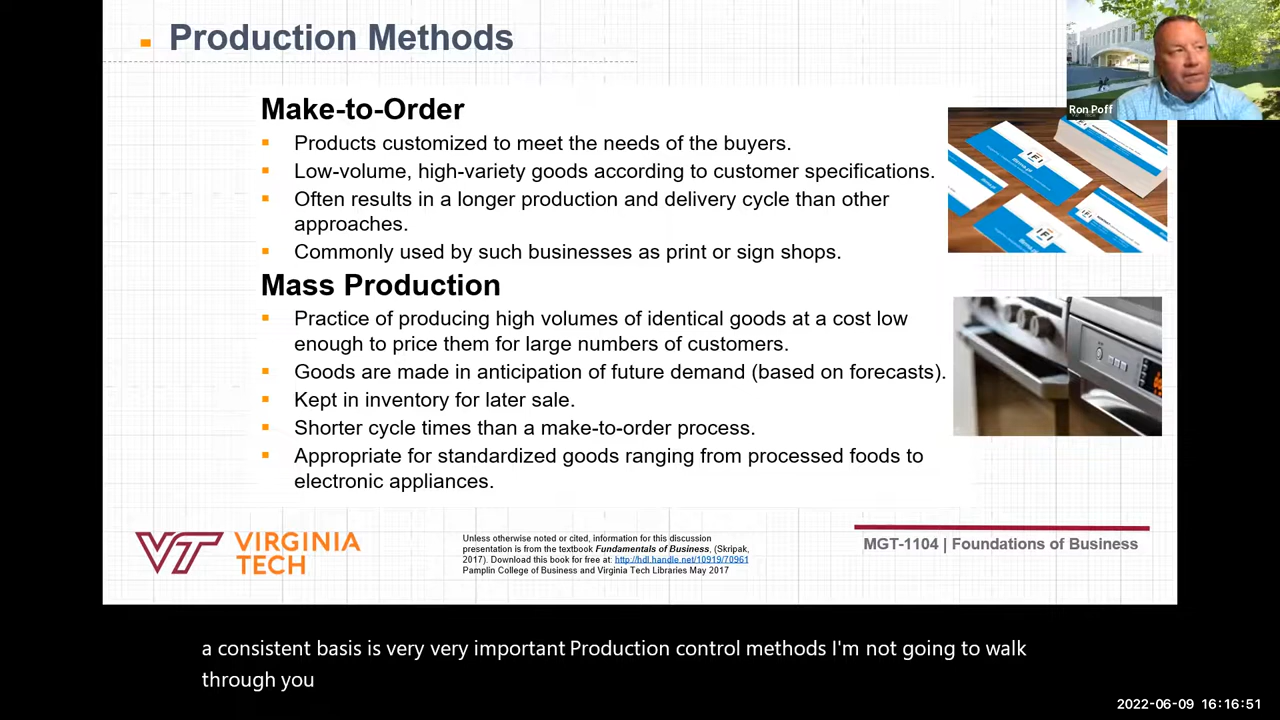 Production Methods
Ron Poff
Make-to-Order
Products customized to meet the needs of the buyers.
Low-volume, high-variety goods according to customer specifications.
Often results in a longer production and delivery cycle than other
approaches.
Commonly used by such businesses as print or sign shops.
Mass Production
Practice of producing high volumes of identical goods at a cost low
enough to price them for large numbers of customers.
Goods are made in anticipation of future demand (based on forecasts).
Kept in inventory for later sale.
Shorter cycle times than a make-to-order process.
Appropriate for standardized goods ranging from processed foods to
electronic appliances.
VT VIRGINIA
TECH
Unless otherwise noted or cited, information for this discussion
presentation is from the textbook Fundamentals of Business, (Skripak,
2017). Download this book for free at: http://hdl.handle.net/10919/70961
Pamplin College of Business and Virginia Tech Libraries May 2017
MGT-1104 | Foundations of Business
a consistent basis is very very important Production control methods I'm not going to walk
through you
2022-06-09 16:16:51